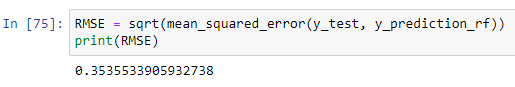 In [75]: RMSE = sqrt(mean_squared_error(y_test, y_prediction_rf))
print(RMSE)
0.3535533905932738